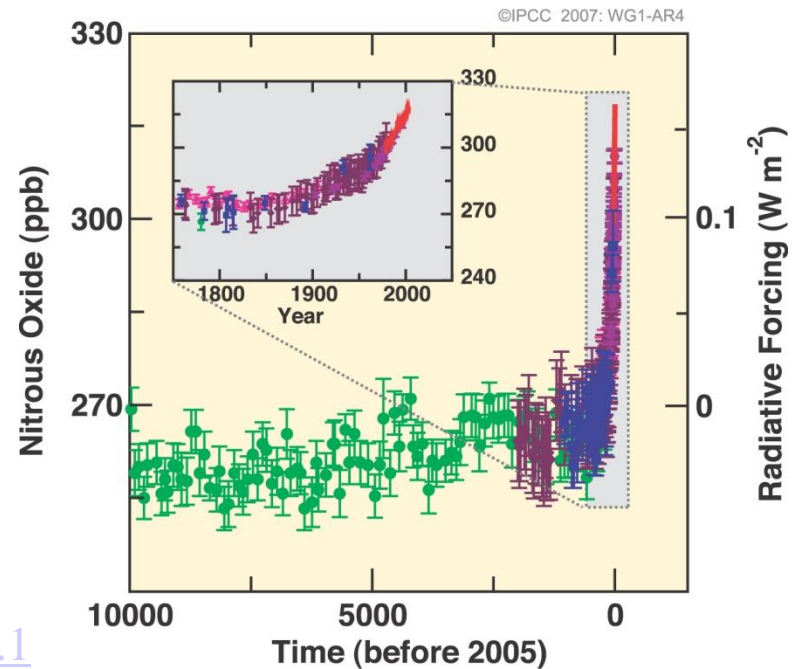 ©IPCC 2007: WG1-AR4
330
300
270
Nitrous Oxide (ppb)
330
300
270
240
1800 1900 2000
Year
0.1
0
Radiative Forcing (W m-2)
10000 5000 0
Time (before 2005)
.1